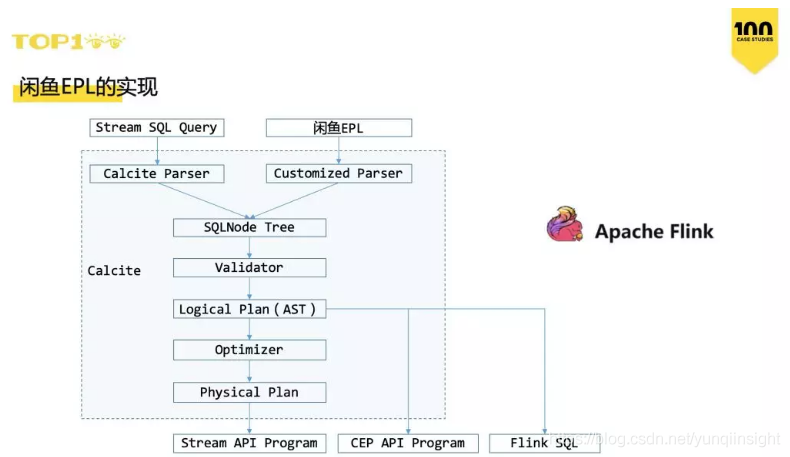 TOP100
100
CASE STUDIES
闲鱼EPL的实现
Stream SQL Query
闲鱼EPL
Calcite Parser
Customized Parser
SQLNode Tree
Calcite
Validator
Logical Plan(AST)
Optimizer
Physical Plan
Apache Flink
Stream API Program
CEP API Program
Flink SQL
https://blog.csdn.net/yunqiinsight